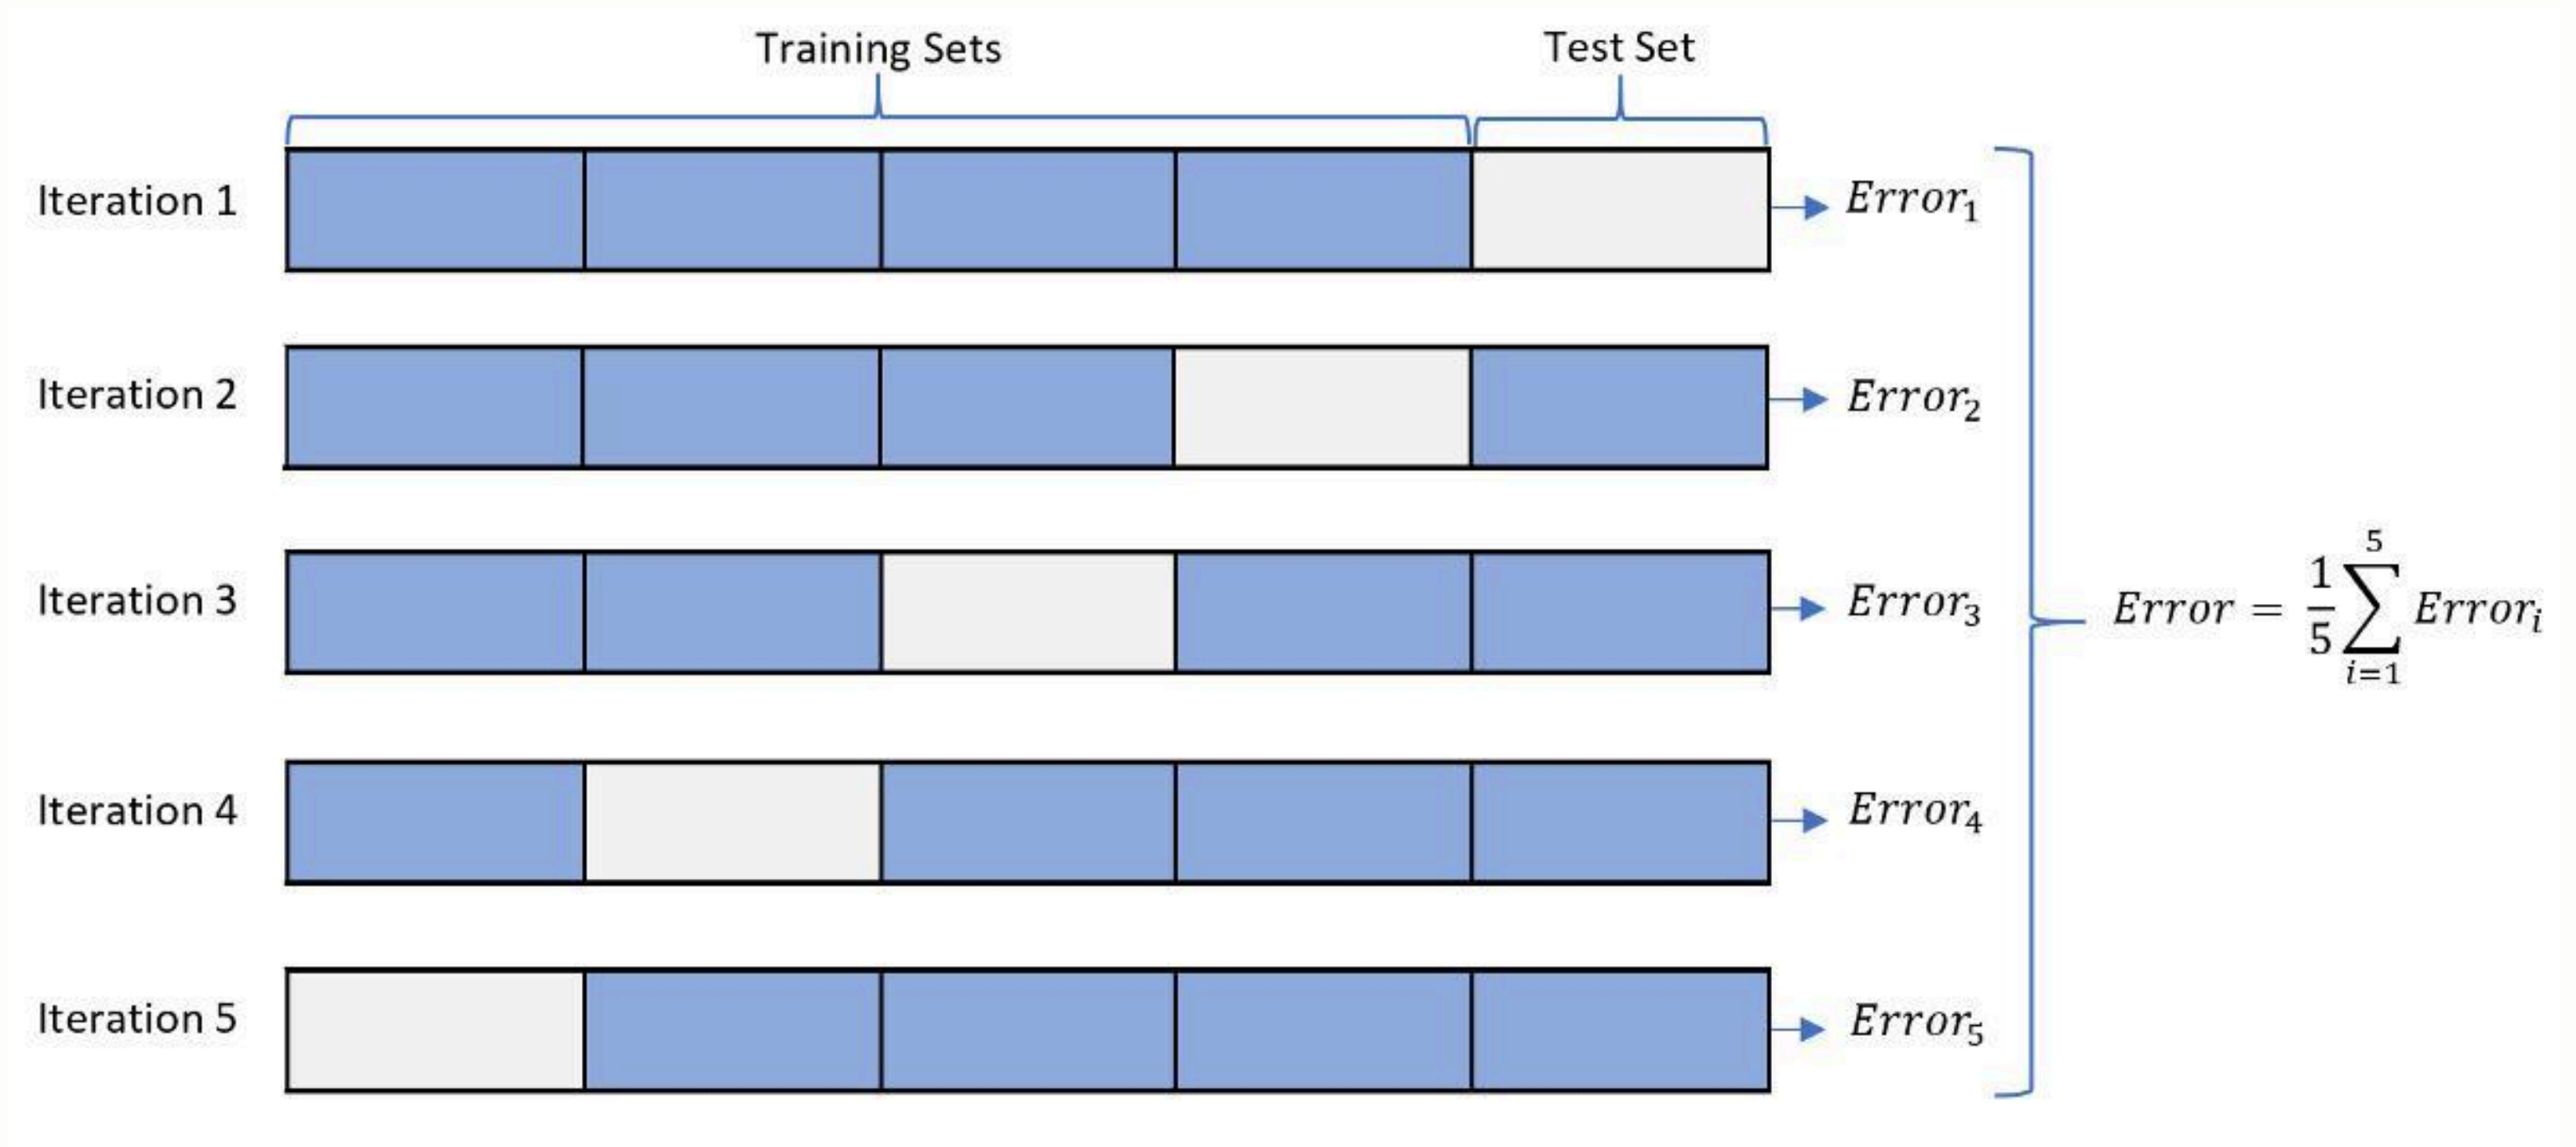 Training Sets
Test Set
Iteration 1
Error₁
Iteration 2
Error₂
Iteration 3
Error₃
Error = 1/5 ∑_{i=1}^{5} Errorᵢ
Iteration 4
Error₄
Iteration 5
Error₅